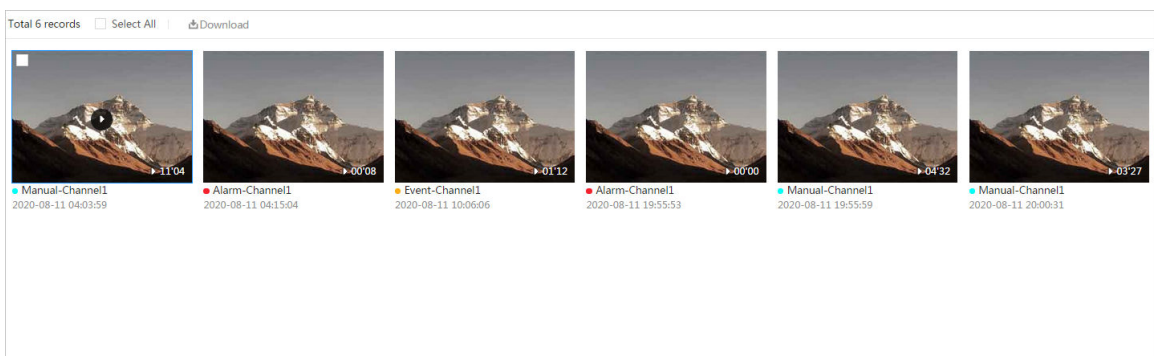 Total 6 records Select All Download
11'04 00'08 01'12 00'00 04'32 03'27
Manual-Channel1 Alarm-Channel1 Event-Channel1 Alarm-Channel1 Manual-Channel1 Manual-Channel1
2020-08-11 04:03:59 2020-08-11 04:15:04 2020-08-11 10:06:06 2020-08-11 19:55:53 2020-08-11 19:55:59 2020-08-11 20:00:31